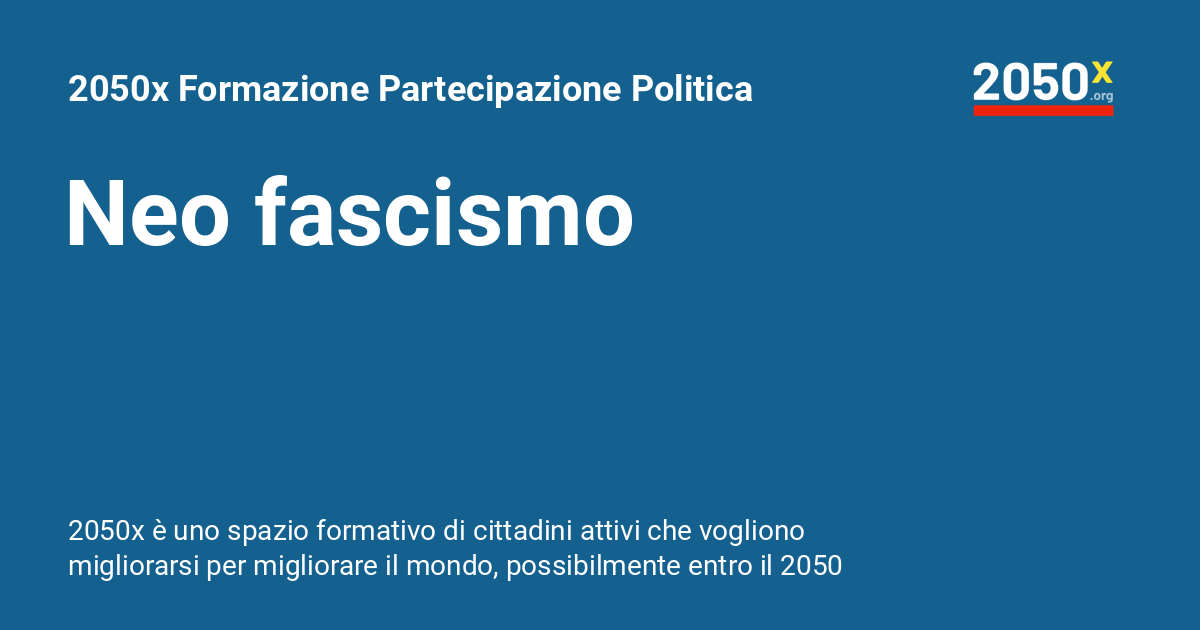 2050x Formazione Partecipazione Politica
2050x
.org
Neo fascismo
2050x è uno spazio formativo di cittadini attivi che vogliono
migliorarsi per migliorare il mondo, possibilmente entro il 2050